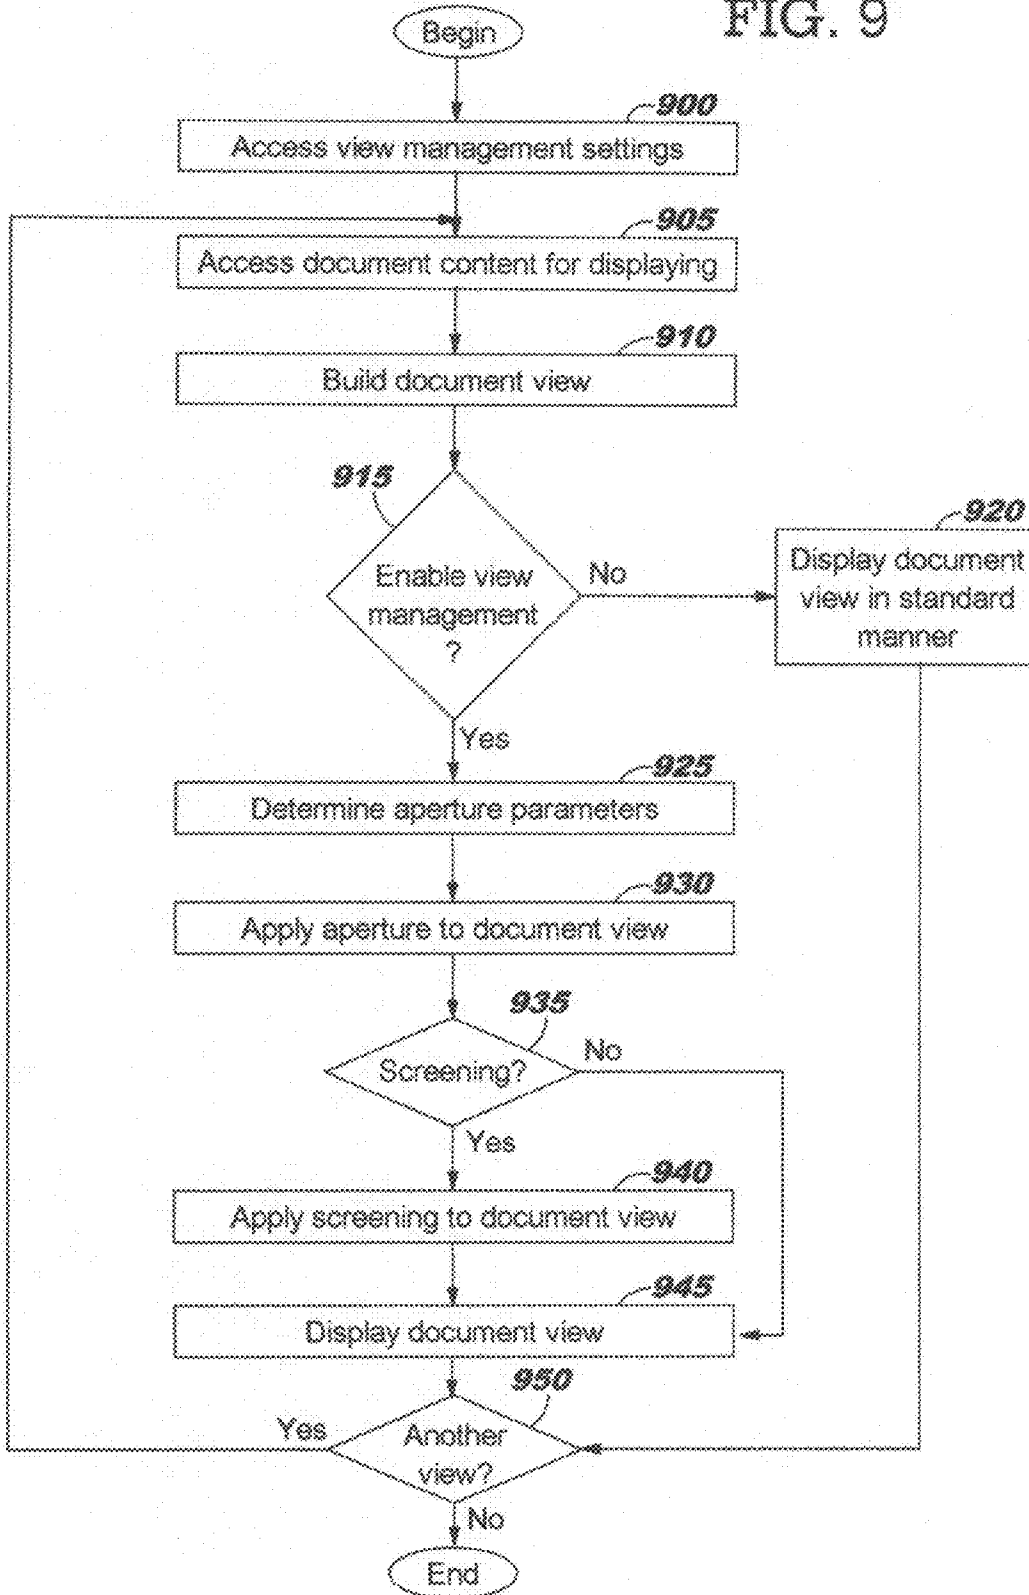 FIG. 9
Begin
900
Access view management settings
905
Access document content for displaying
910
Build document view
915
Enable view
management
?
No
920
Display document
view in standard
manner
Yes
925
Determine aperture parameters
930
Apply aperture to document view
935
Screening?
No
Yes
940
Apply screening to document view
945
Display document view
950
Yes
Another
view?
No
End